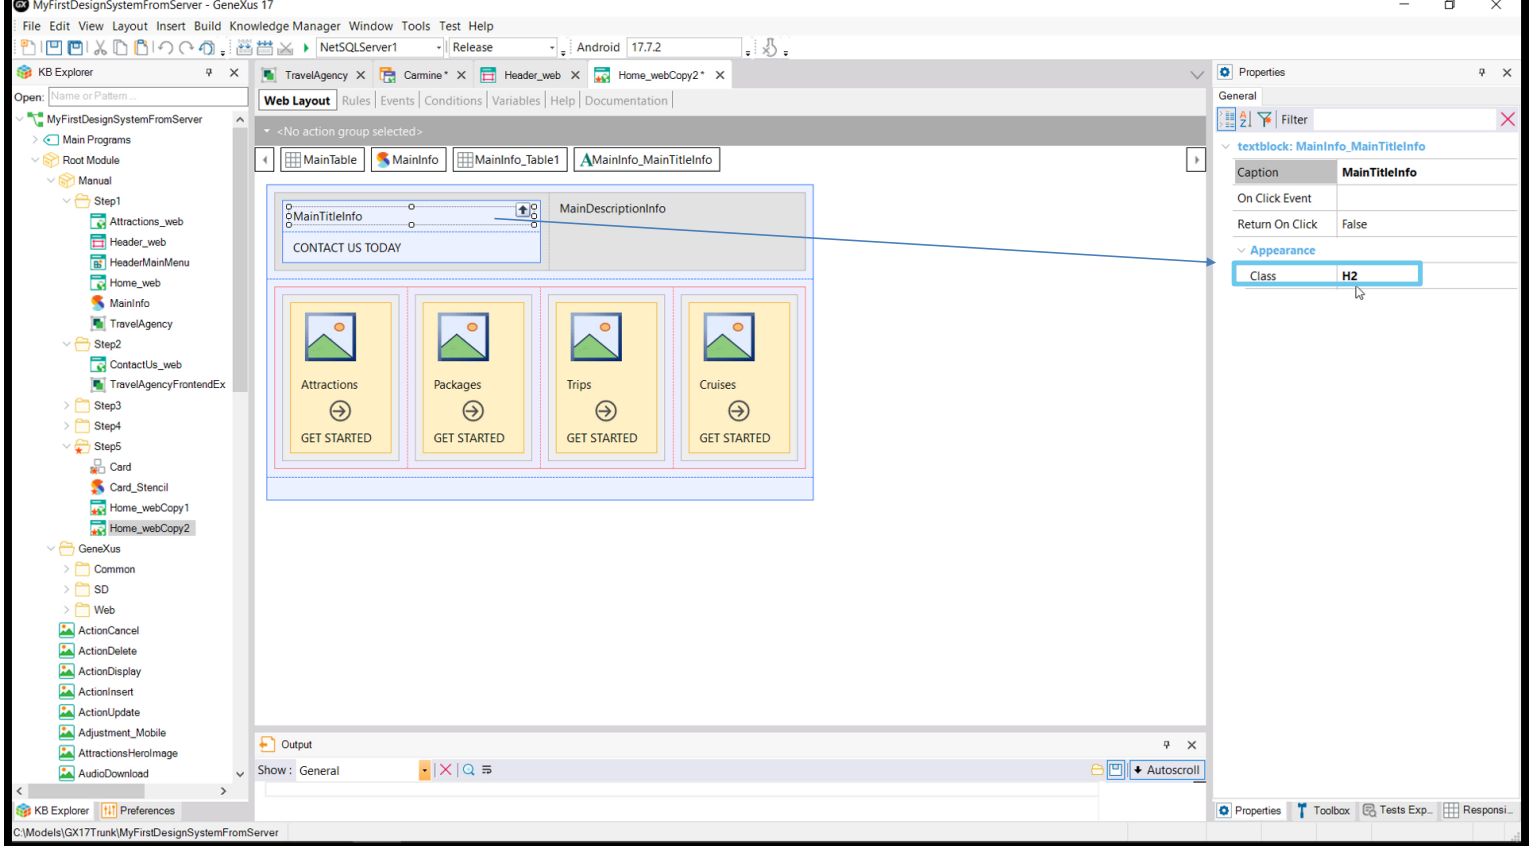 GX MyFirstDesignSystemFromServer - GeneXus 17
File Edit View Layout Insert Build Knowledge Manager Window Tools Test Help
NetSQLServer1 Release Android 17.7.2
KB Explorer
Open: Name or Pattern ...
MyFirstDesignSystemFromServer
Main Programs
Root Module
Manual
Step1
Attractions_web
Header_web
HeaderMainMenu
Home_web
MainInfo
TravelAgency
Step2
ContactUs_web
TravelAgencyFrontendEx
Step3
Step4
Step5
Card
Card_Stencil
Home_webCopy1
Home_webCopy2
GeneXus
Common
SD
Web
ActionCancel
ActionDelete
ActionDisplay
ActionInsert
ActionUpdate
Adjustment_Mobile
AttractionsHeroImage
AudioDownload
KB Explorer Preferences
C:\Models\GX17Trunk\MyFirstDesignSystemFromServer
TravelAgency Carmine * Header_web Home_webCopy2 *
Web Layout Rules Events Conditions Variables Help Documentation
<No action group selected>
MainTable MainInfo MainInfo_Table1 AMainInfo_MainTitleInfo
MainTitleInfo MainDescriptionInfo
CONTACT US TODAY
Attractions Packages Trips Cruises
GET STARTED GET STARTED GET STARTED GET STARTED
Output
Show : General Autoscroll
Properties
General
Filter
textblock: MainInfo_MainTitleInfo
Caption MainTitleInfo
On Click Event
Return On Click False
Appearance
Class H2
Properties Toolbox Tests Exp... Responsi...